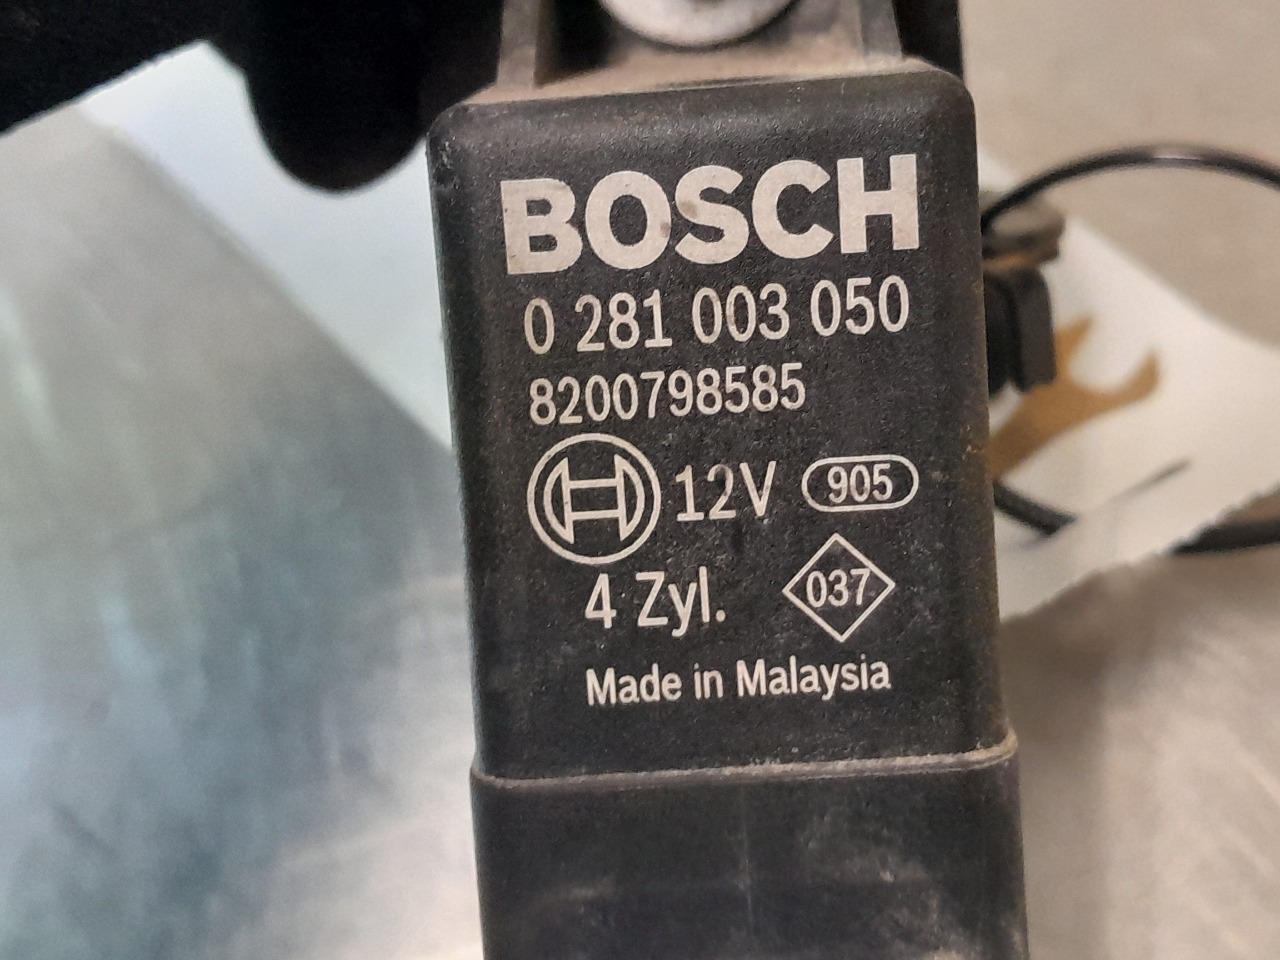 BOSCH
0 281 003 050
8200798585
12V 905
4 Zyl. 037
Made in Malaysia